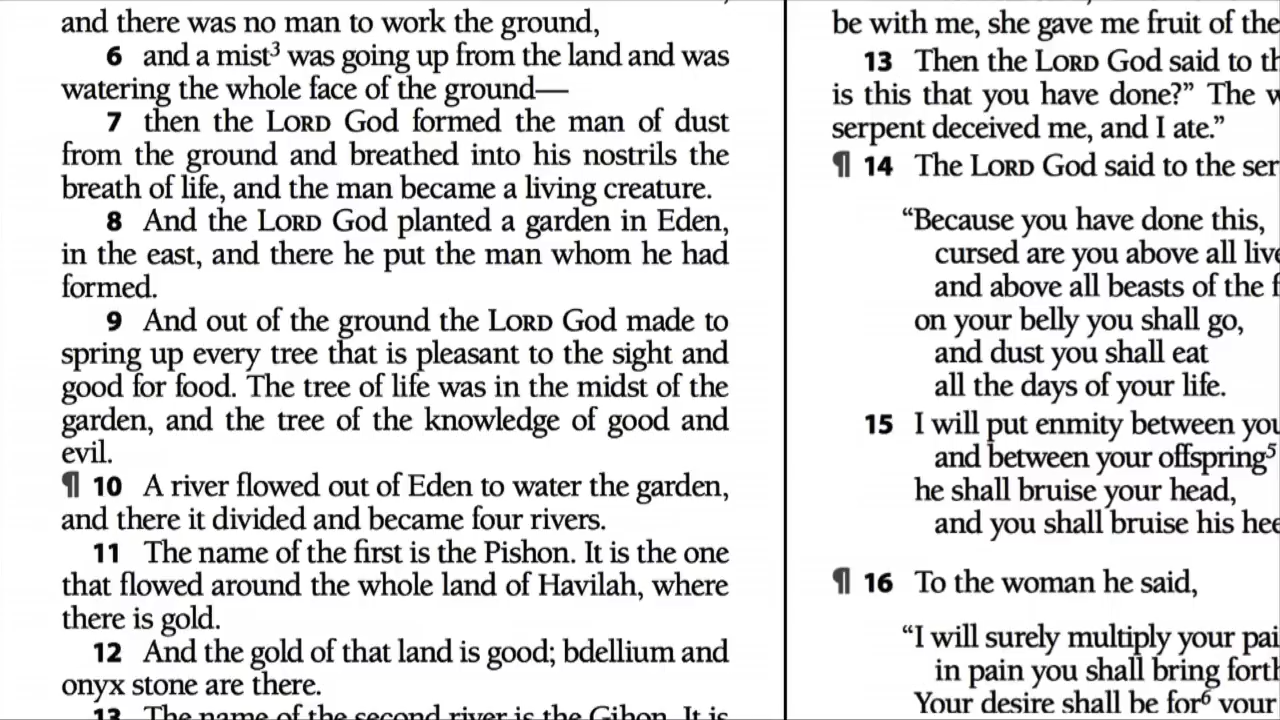 and there was no man to work the ground,
6 and a mist³ was going up from the land and was
watering the whole face of the ground—
7 then the LORD God formed the man of dust
from the ground and breathed into his nostrils the
breath of life, and the man became a living creature.
8 And the LORD God planted a garden in Eden,
in the east, and there he put the man whom he had
formed.
9 And out of the ground the LORD God made to
spring up every tree that is pleasant to the sight and
good for food. The tree of life was in the midst of the
garden, and the tree of the knowledge of good and
evil.
¶ 10 A river flowed out of Eden to water the garden,
and there it divided and became four rivers.
11 The name of the first is the Pishon. It is the one
that flowed around the whole land of Havilah, where
there is gold.
12 And the gold of that land is good; bdellium and
onyx stone are there.
13 The name of the second river is the Gihon. It is
be with me, she gave me fruit of the
13 Then the LORD God said to th
is this that you have done?” The w
serpent deceived me, and I ate.”
¶ 14 The LORD God said to the ser
“Because you have done this,
cursed are you above all live
and above all beasts of the f
on your belly you shall go,
and dust you shall eat
all the days of your life.
15 I will put enmity between you
and between your offspring⁵
he shall bruise your head,
and you shall bruise his hee
¶ 16 To the woman he said,
“I will surely multiply your pai
in pain you shall bring forth
Your desire shall be for⁶ your